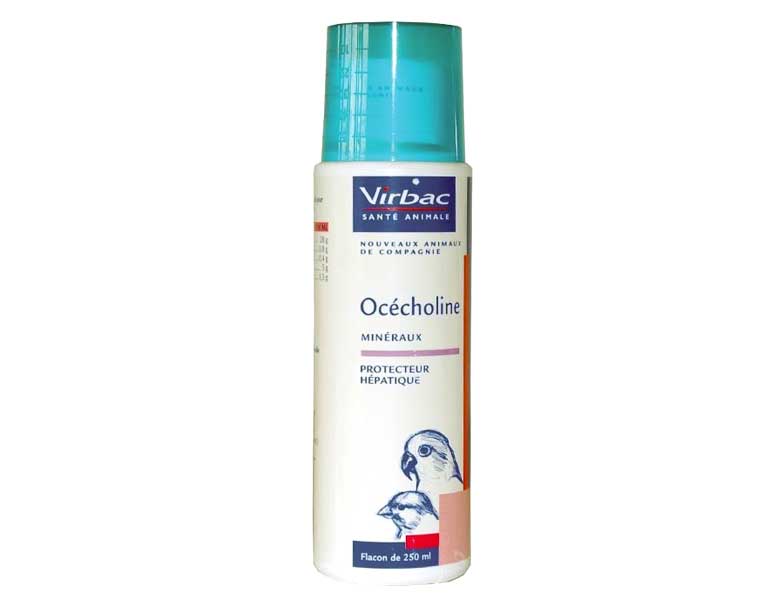 Virbac
SANTÉ ANIMALE
NOUVEAUX ANIMAUX
DE COMPAGNIE
Océcholine
MINÉRAUX
PROTECTEUR
HÉPATIQUE
Flacon de 250 ml